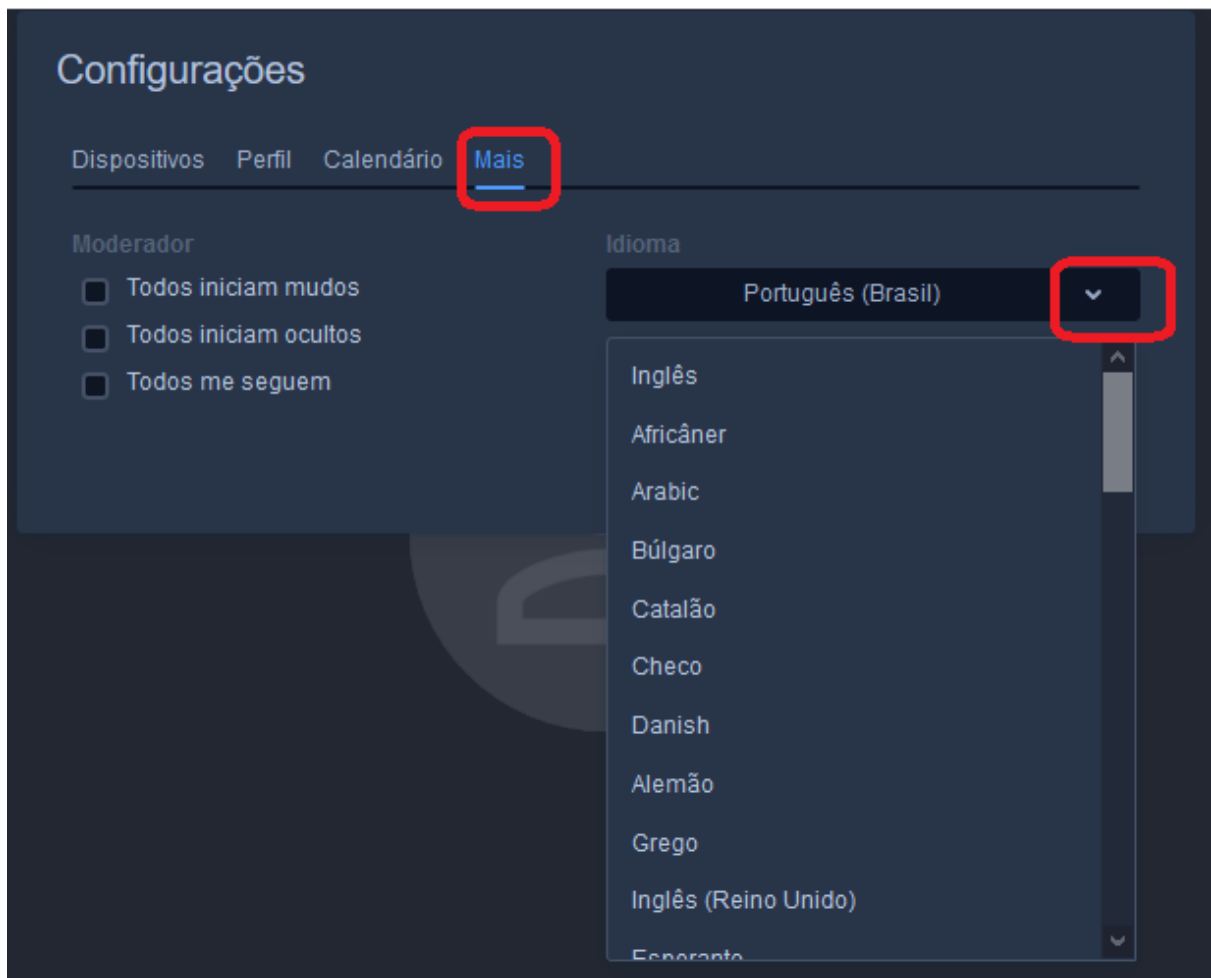 Configurações
Dispositivos Perfil Calendário Mais
Moderador
Todos iniciam mudos
Todos iniciam ocultos
Todos me seguem
Idioma
Português (Brasil)
Inglês
Africâner
Arabic
Búlgaro
Catalão
Checo
Danish
Alemão
Grego
Inglês (Reino Unido)
Esperanto